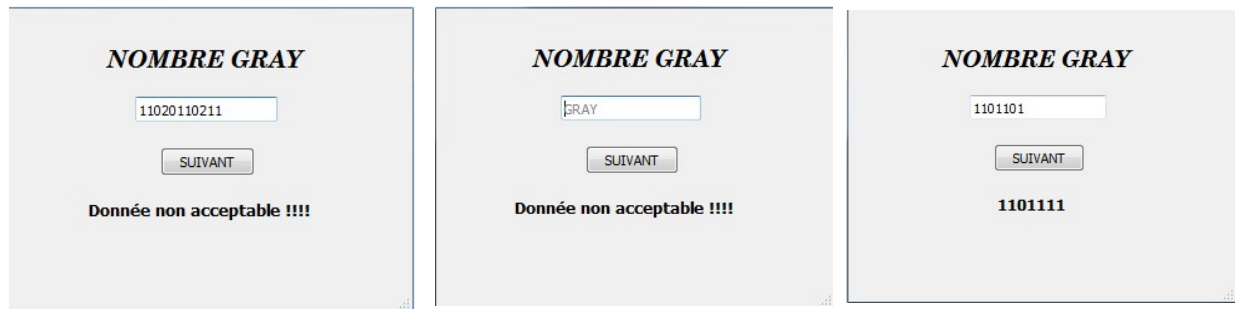 NOMBRE GRAY
11020110211
SUIVANT
Donnée non acceptable !!!!
NOMBRE GRAY
GRAY
SUIVANT
Donnée non acceptable !!!!
NOMBRE GRAY
1101101
SUIVANT
1101111